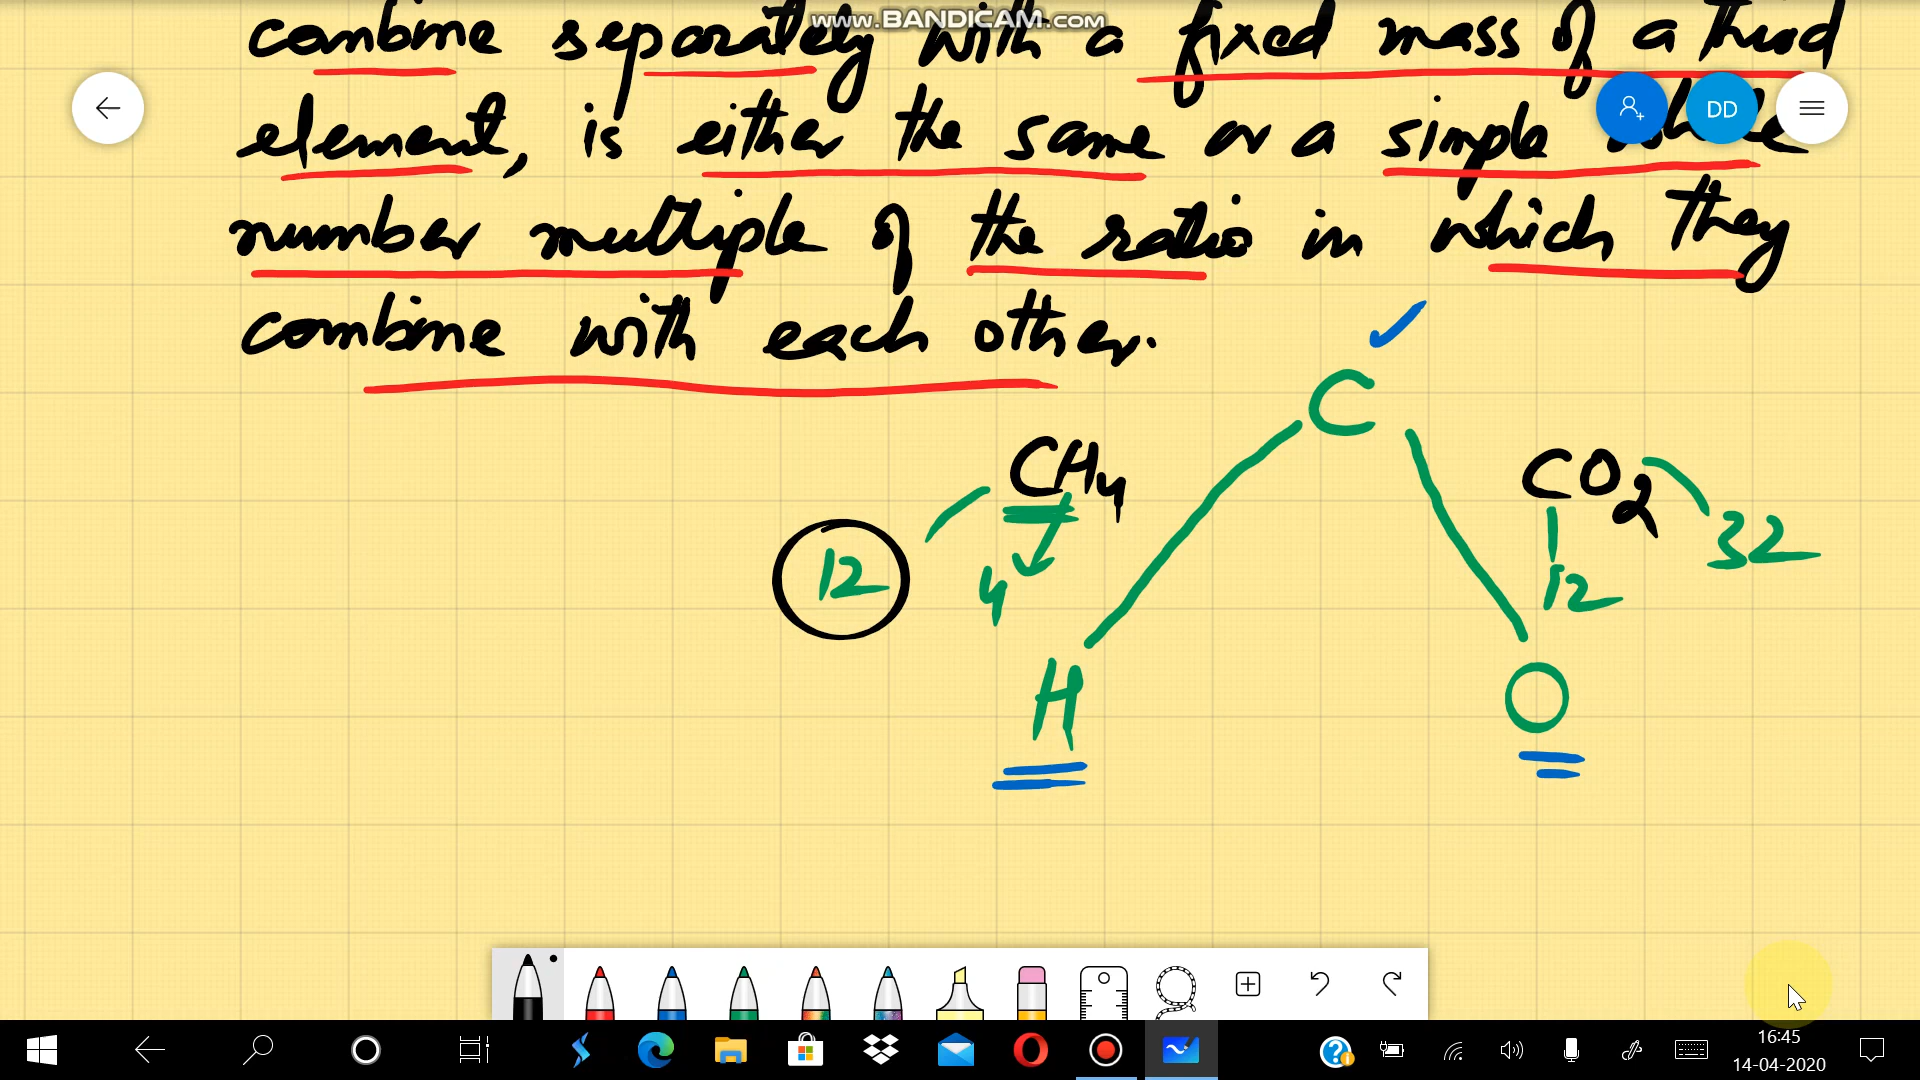 www.BANDICAM.com
combine separately with a fixed mass of a third
element, is either the same or a simple whole
number multiple of the ratio in which they
combine with each other.
C
CH4
CO2
12
4
12
32
H
O
DD
16:45
14-04-2020